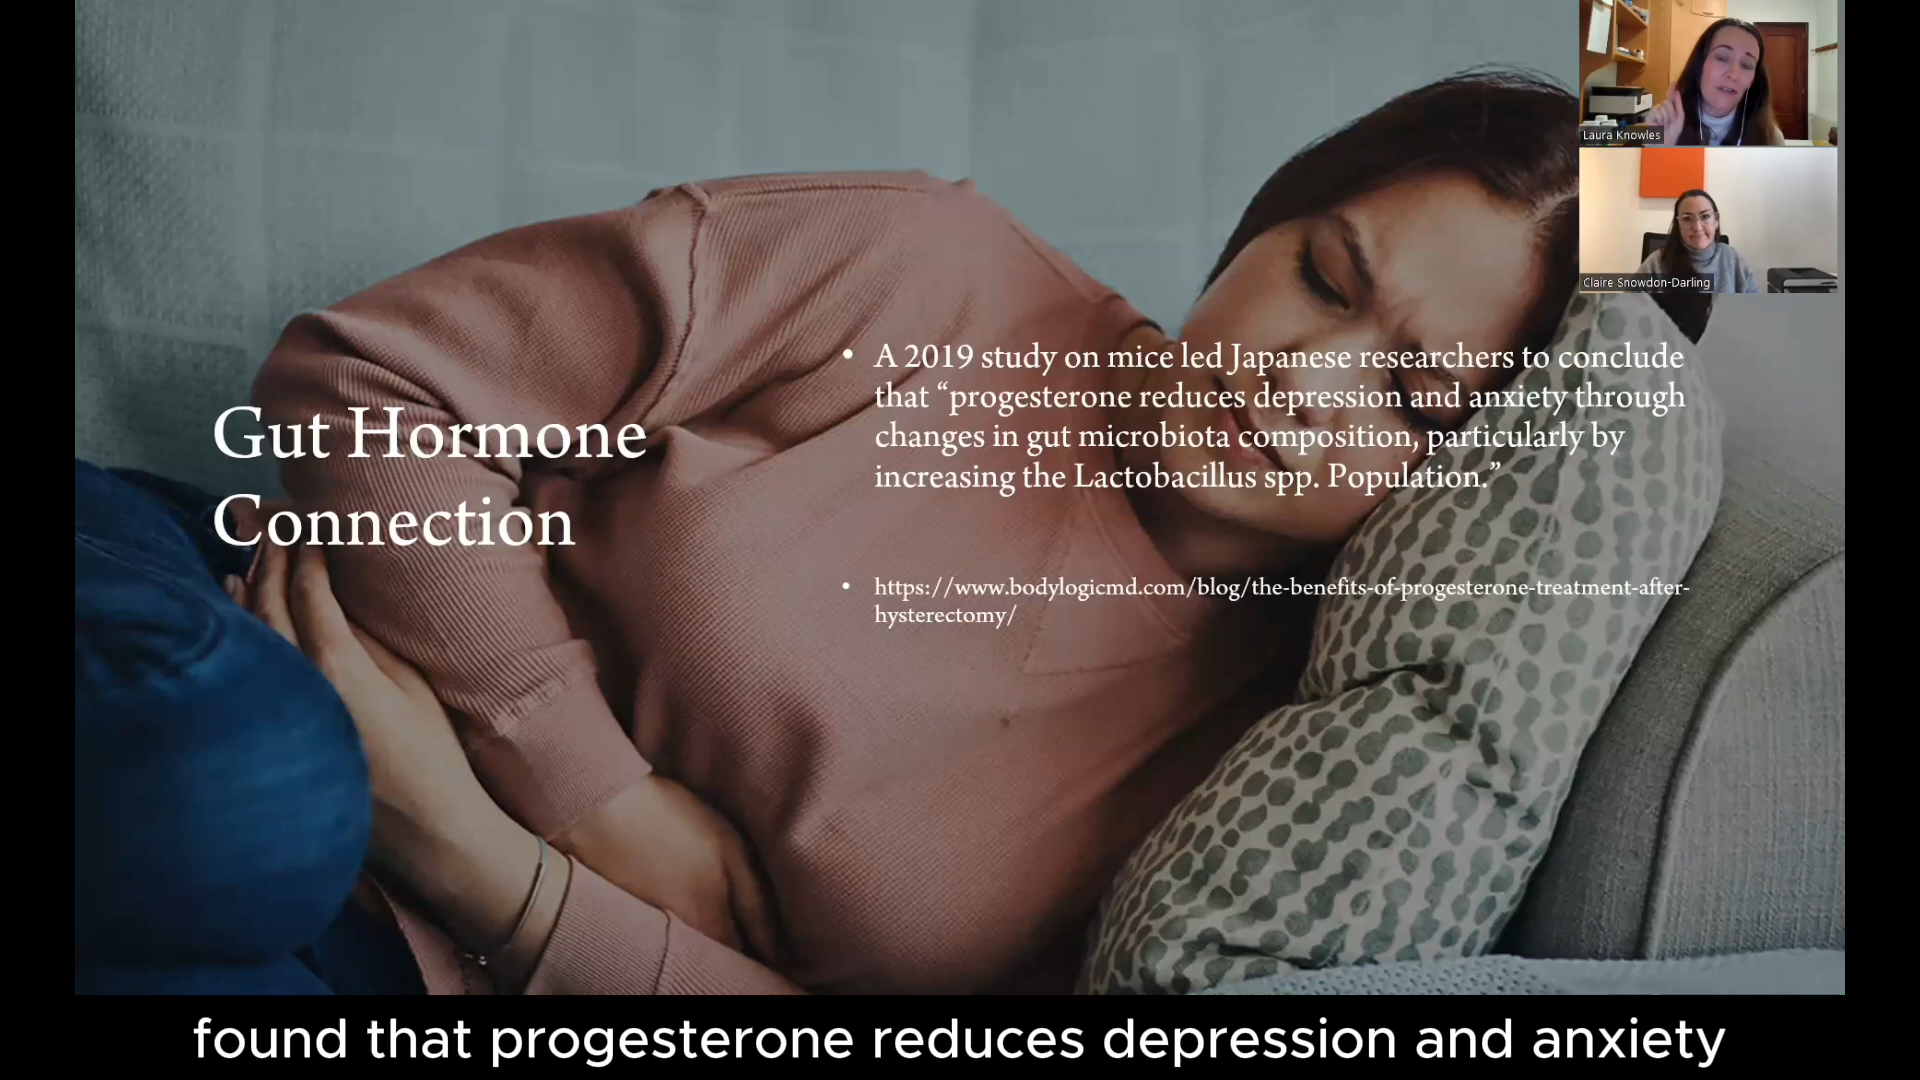 Laura Knowles
Claire Snowdon-Darling
Gut Hormone
Connection
• A 2019 study on mice led Japanese researchers to conclude
that “progesterone reduces depression and anxiety through
changes in gut microbiota composition, particularly by
increasing the Lactobacillus spp. Population.”
• https://www.bodylogicmd.com/blog/the-benefits-of-progesterone-treatment-after-
hysterectomy/
found that progesterone reduces depression and anxiety